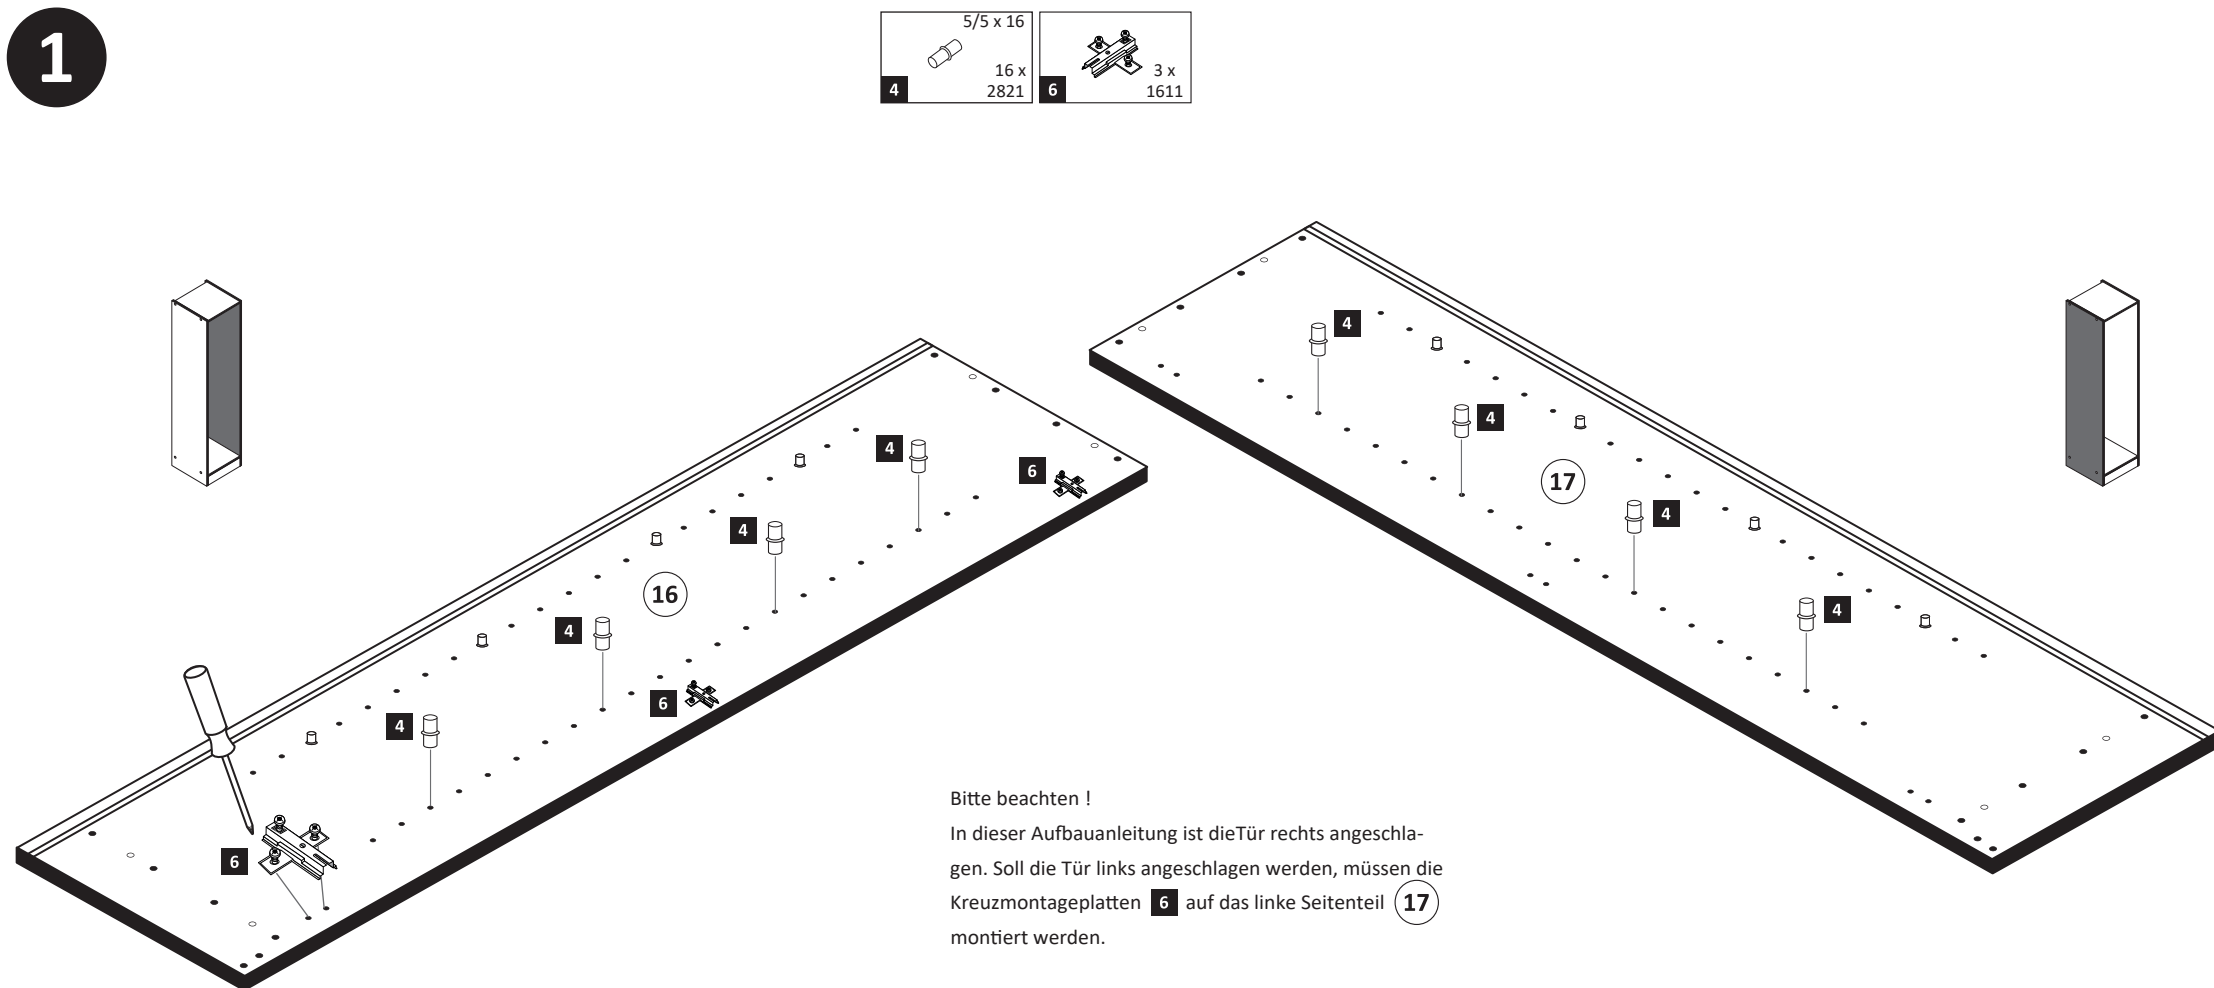 1
5/5 x 16
16 x
4 2821
3 x
6 1611
4
4
4
6
4
17
4
16
4
4
4
6
4
6
Bitte beachten !
In dieser Aufbauanleitung ist dieTür rechts angeschla-
gen. Soll die Tür links angeschlagen werden, müssen die
Kreuzmontageplatten 6 auf das linke Seitenteil 17
montiert werden.